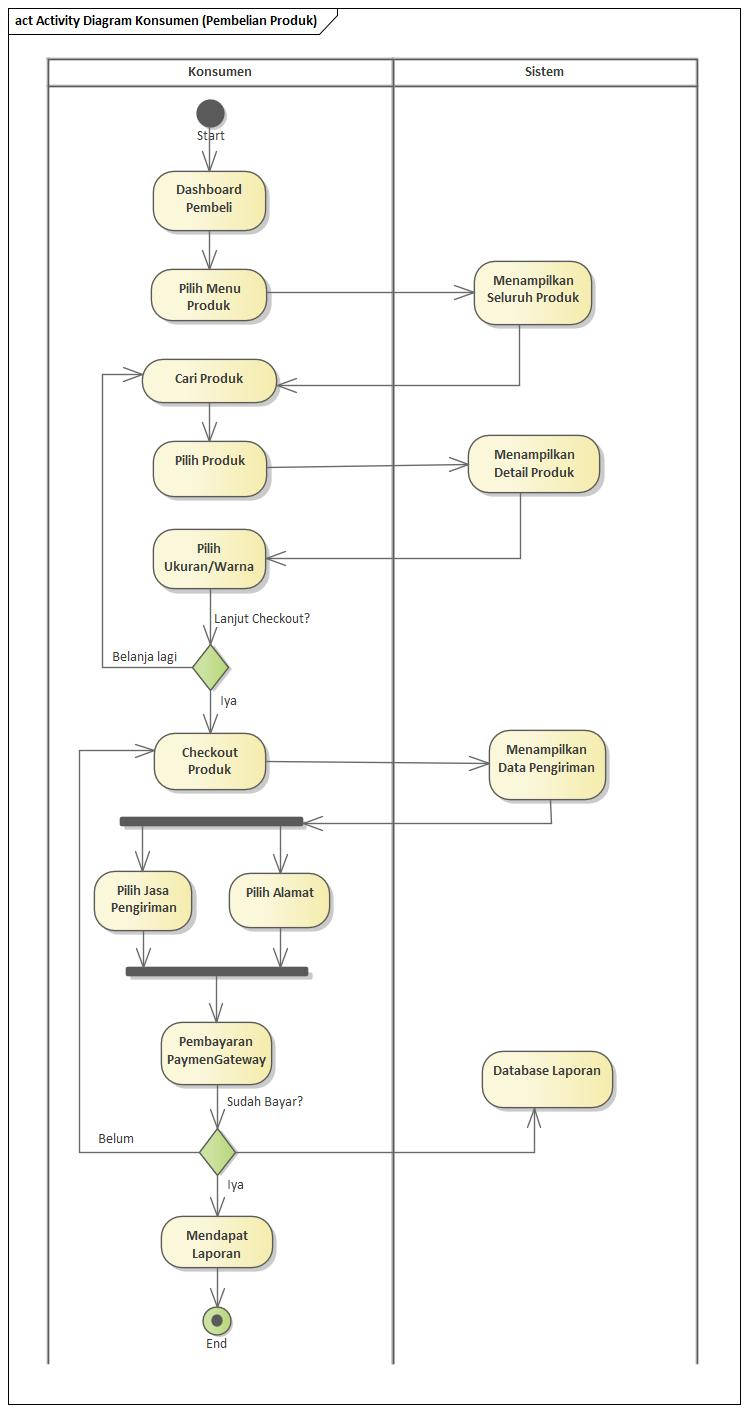 act Activity Diagram Konsumen (Pembelian Produk)
Konsumen
Sistem
Start
Dashboard
Pembeli
Pilih Menu
Produk
Menampilkan
Seluruh Produk
Cari Produk
Pilih Produk
Menampilkan
Detail Produk
Pilih
Ukuran/Warna
Lanjut Checkout?
Belanja lagi
Iya
Checkout
Produk
Menampilkan
Data Pengiriman
Pilih Jasa
Pengiriman
Pilih Alamat
Pembayaran
PaymenGateway
Database Laporan
Sudah Bayar?
Belum
Iya
Mendapat
Laporan
End